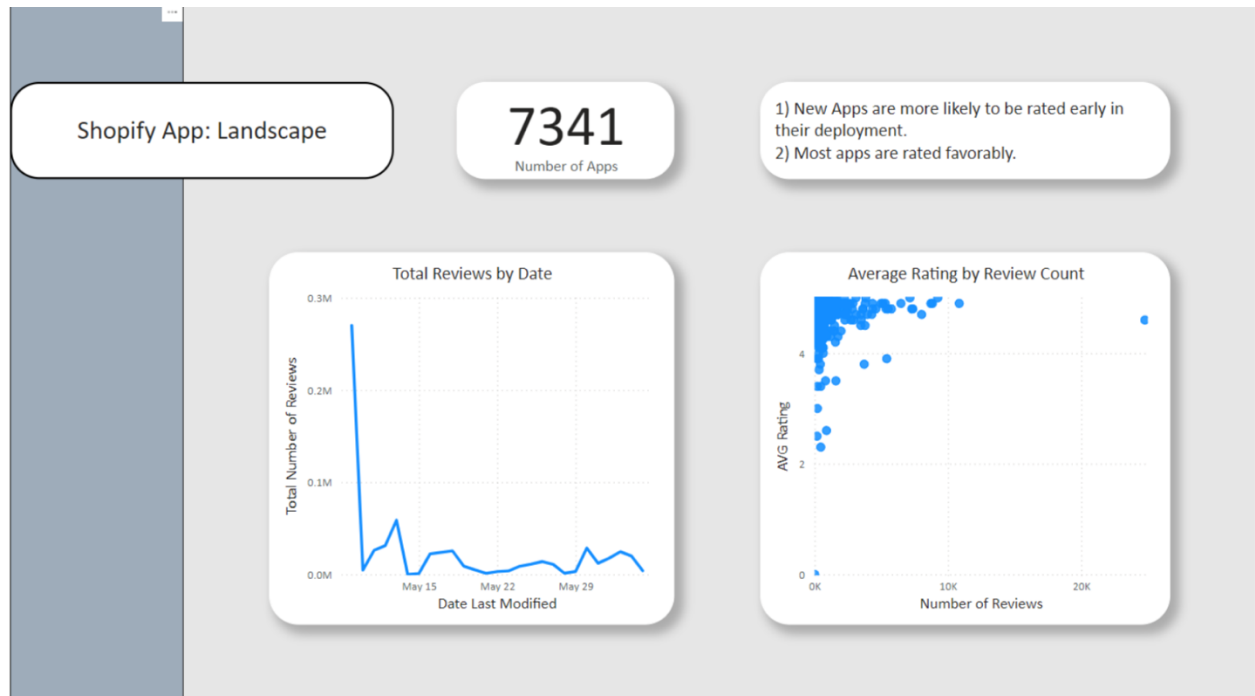 Shopify App: Landscape
7341
Number of Apps
1) New Apps are more likely to be rated early in
their deployment.
2) Most apps are rated favorably.
Total Reviews by Date
0.3M
0.2M
0.1M
0.0M
Total Number of Reviews
May 15
May 22
May 29
Date Last Modified
Average Rating by Review Count
4
2
0
AVG Rating
0K
10K
20K
Number of Reviews